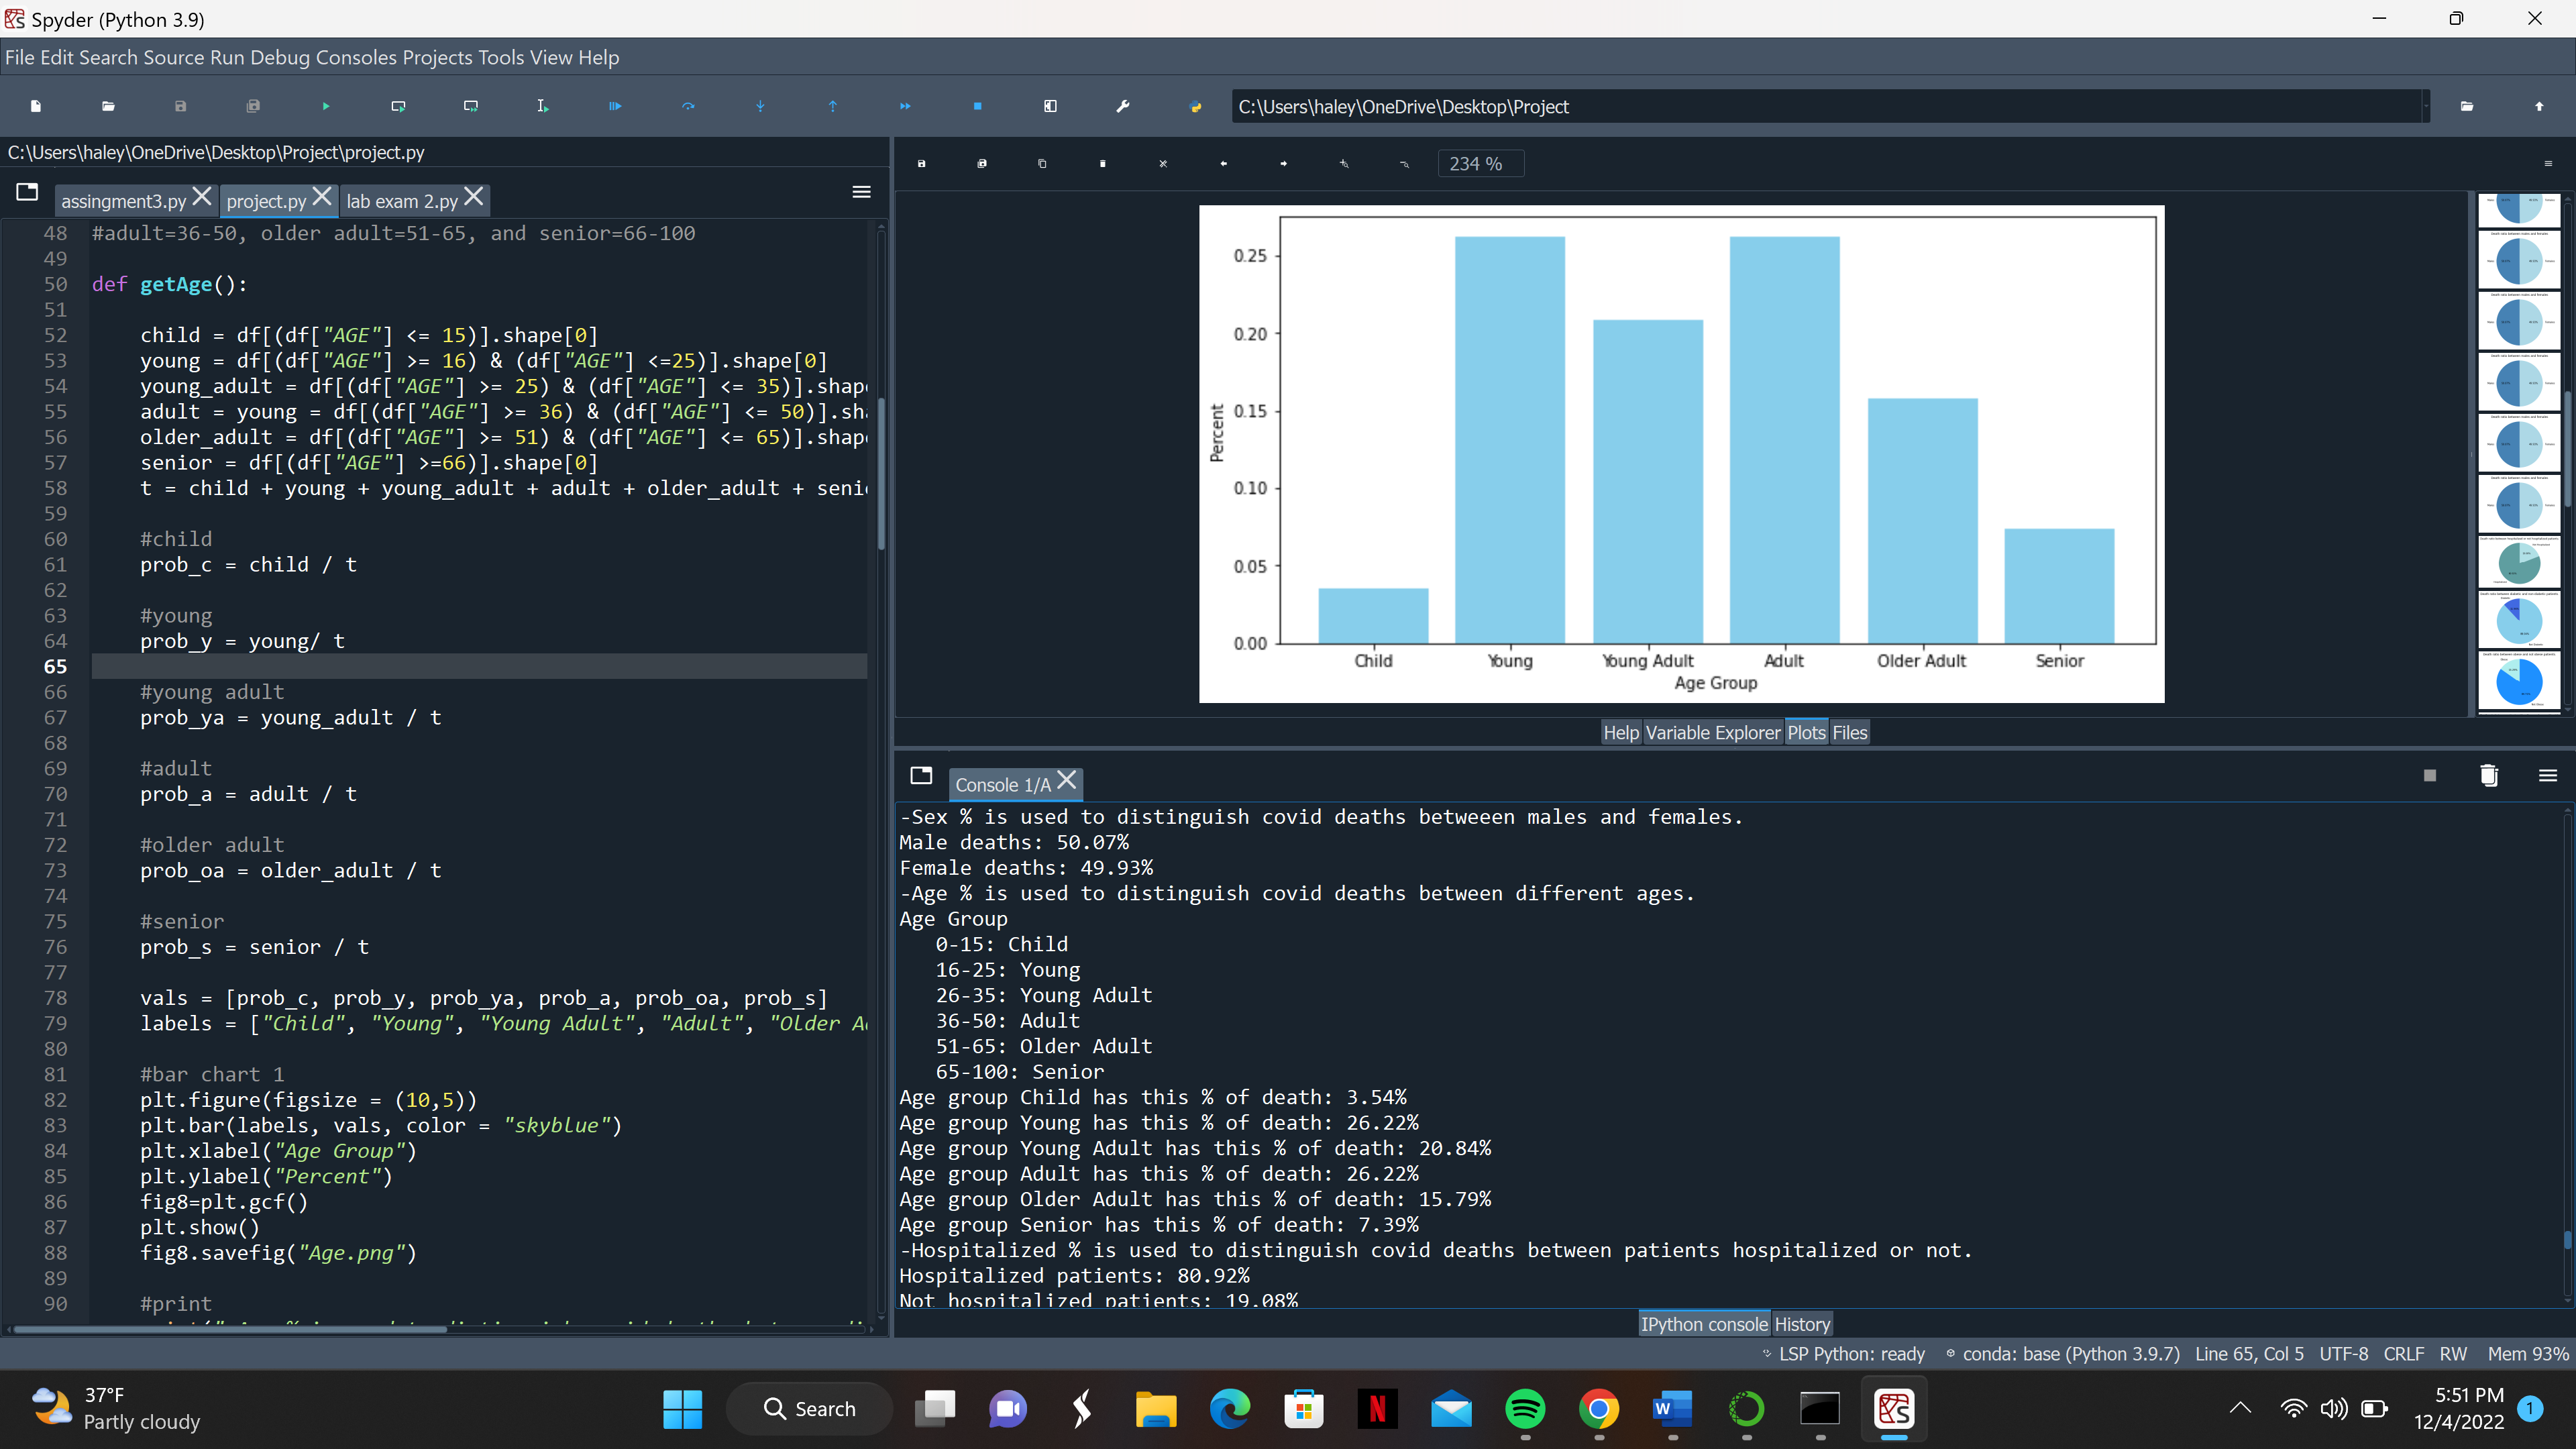 Spyder (Python 3.9)
File Edit Search Source Run Debug Consoles Projects Tools View Help
C:\Users\haley\OneDrive\Desktop\Project
C:\Users\haley\OneDrive\Desktop\Project\project.py
assingment3.py project.py lab exam 2.py
48 #adult=36-50, older adult=51-65, and senior=66-100
49
50 def getAge():
51
52 child = df[(df["AGE"] <= 15)].shape[0]
53 young = df[(df["AGE"] >= 16) & (df["AGE"] <=25)].shape[0]
54 young_adult = df[(df["AGE"] >= 25) & (df["AGE"] <= 35)].shap
55 adult = young = df[(df["AGE"] >= 36) & (df["AGE"] <= 50)].sh
56 older_adult = df[(df["AGE"] >= 51) & (df["AGE"] <= 65)].shap
57 senior = df[(df["AGE"] >=66)].shape[0]
58 t = child + young + young_adult + adult + older_adult + seni
59
60 #child
61 prob_c = child / t
62
63 #young
64 prob_y = young/ t
65
66 #young adult
67 prob_ya = young_adult / t
68
69 #adult
70 prob_a = adult / t
71
72 #older adult
73 prob_oa = older_adult / t
74
75 #senior
76 prob_s = senior / t
77
78 vals = [prob_c, prob_y, prob_ya, prob_a, prob_oa, prob_s]
79 labels = ["Child", "Young", "Young Adult", "Adult", "Older A
80
81 #bar chart 1
82 plt.figure(figsize = (10,5))
83 plt.bar(labels, vals, color = "skyblue")
84 plt.xlabel("Age Group")
85 plt.ylabel("Percent")
86 fig8=plt.gcf()
87 plt.show()
88 fig8.savefig("Age.png")
89
90 #print
234 %
0.25
0.20
0.15
0.10
0.05
0.00
Percent
Child Young Young Adult Adult Older Adult Senior
Age Group
Help Variable Explorer Plots Files
Console 1/A
-Sex % is used to distinguish covid deaths betweeen males and females.
Male deaths: 50.07%
Female deaths: 49.93%
-Age % is used to distinguish covid deaths between different ages.
Age Group
0-15: Child
16-25: Young
26-35: Young Adult
36-50: Adult
51-65: Older Adult
65-100: Senior
Age group Child has this % of death: 3.54%
Age group Young has this % of death: 26.22%
Age group Young Adult has this % of death: 20.84%
Age group Adult has this % of death: 26.22%
Age group Older Adult has this % of death: 15.79%
Age group Senior has this % of death: 7.39%
-Hospitalized % is used to distinguish covid deaths between patients hospitalized or not.
Hospitalized patients: 80.92%
Not hospitalized patients: 19.08%
IPython console History
LSP Python: ready conda: base (Python 3.9.7) Line 65, Col 5 UTF-8 CRLF RW Mem 93%
37°F
Partly cloudy
Search
5:51 PM
12/4/2022
1